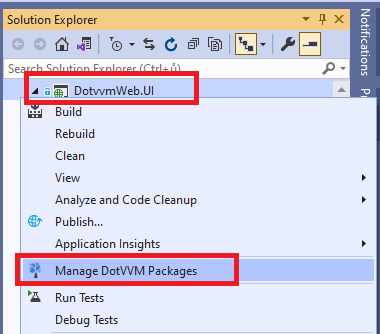 Solution Explorer
Search Solution Explorer (Ctrl+ů)
DotvvmWeb.UI
Build
Rebuild
Clean
View
Analyze and Code Cleanup
Publish...
Application Insights
Manage DotVVM Packages
Run Tests
Debug Tests
Notifications